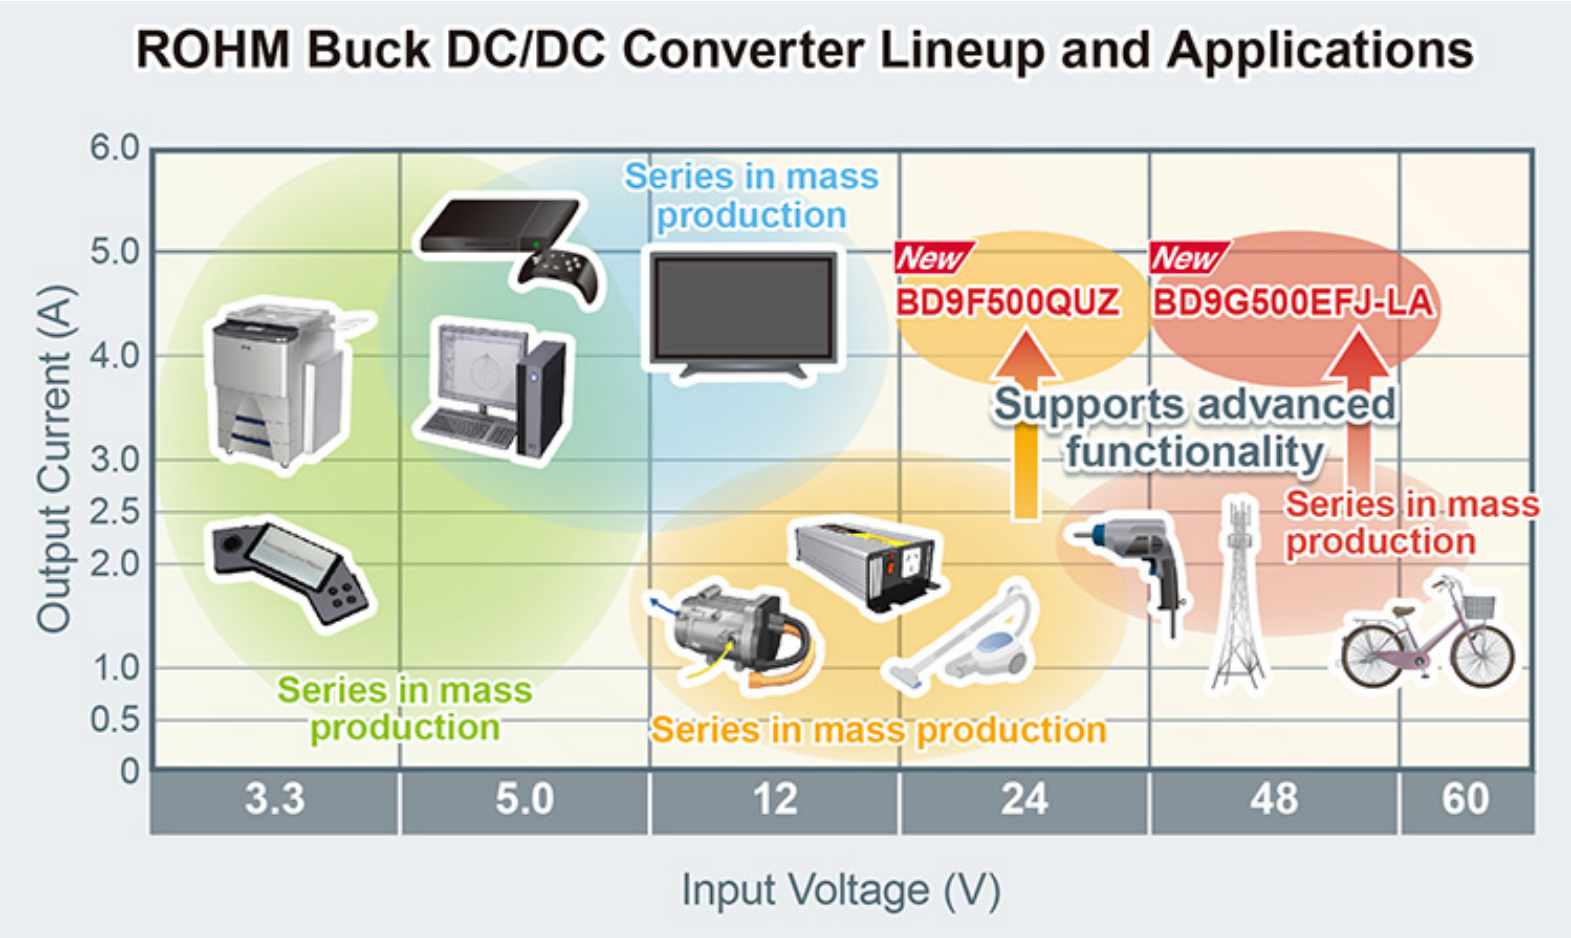 ROHM Buck DC/DC Converter Lineup and Applications
Output Current (A)
6.0
5.0
4.0
3.0
2.5
2.0
1.0
0.5
0
Series in mass
production
New
BD9F500QUZ
New
BD9G500EFJ-LA
Supports advanced
functionality
Series in mass
production
Series in mass
production
Series in mass production
3.3
5.0
12
24
48
60
Input Voltage (V)